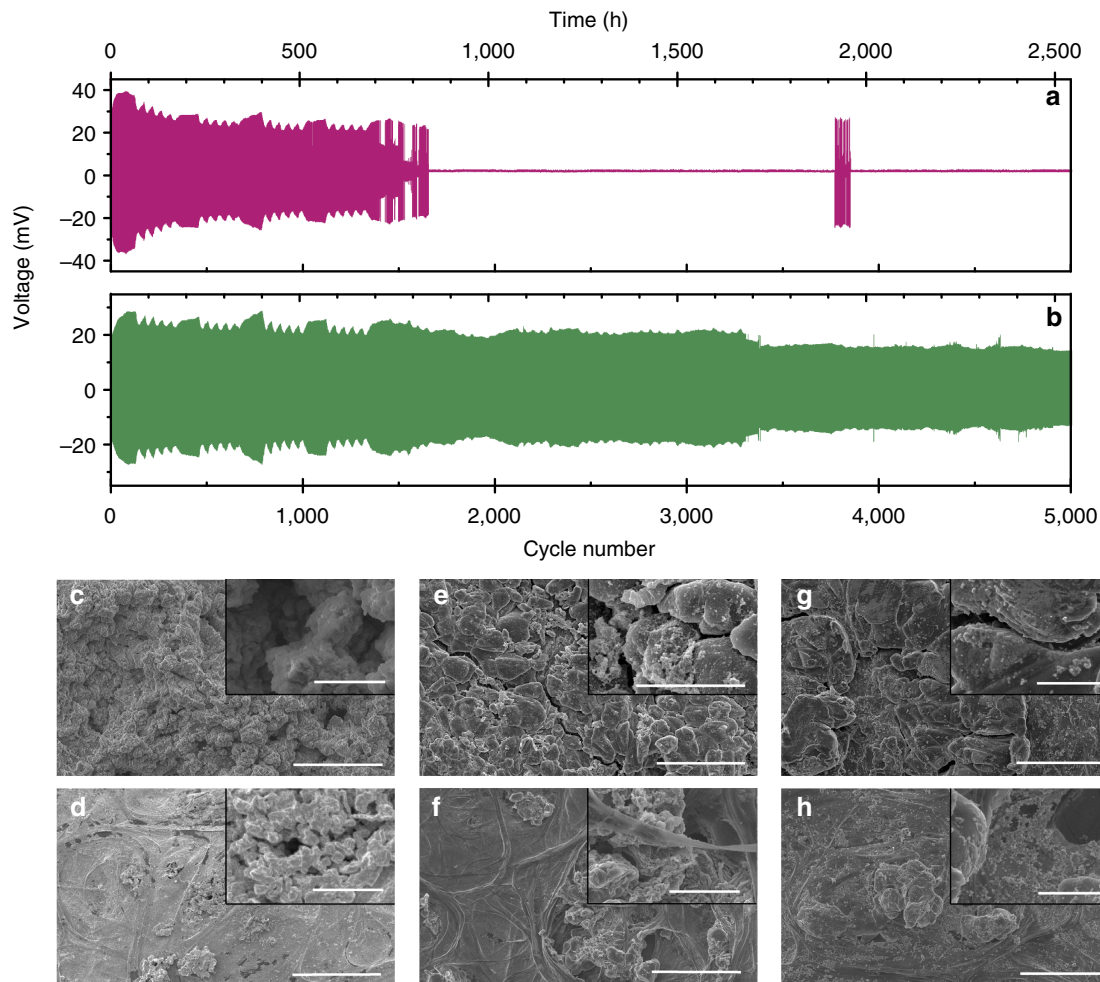 Time (h)
0 500 1,000 1,500 2,000 2,500
a
40
20
0
−20
−40
Voltage (mV)
b
20
0
−20
0 1,000 2,000 3,000 4,000 5,000
Cycle number
c e g
d f h